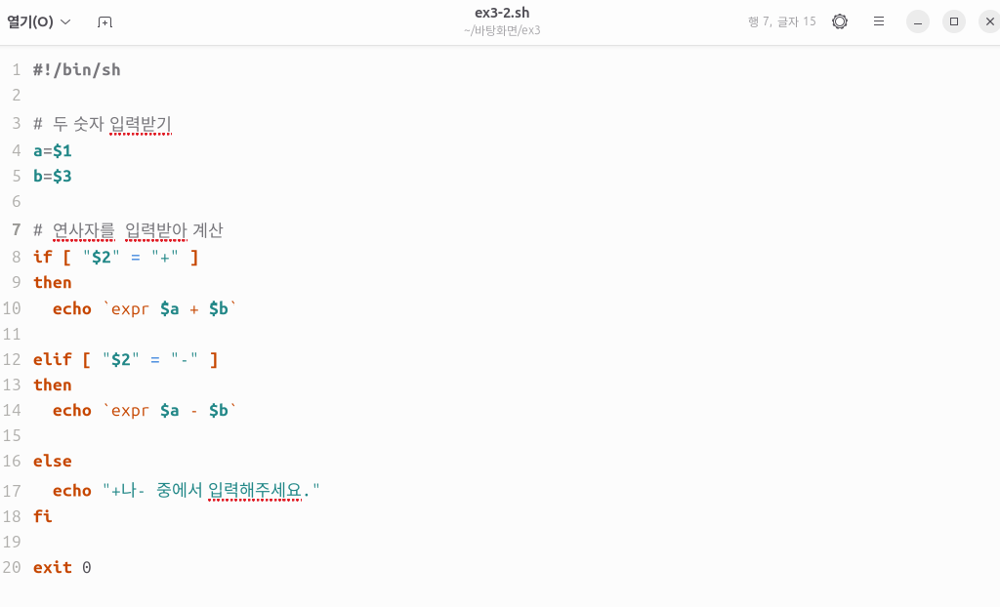 열기(O)
ex3-2.sh
~/바탕화면/ex3
행 7, 글자 15
1 #!/bin/sh
2
3 # 두 숫자 입력받기
4 a=$1
5 b=$3
6
7 # 연사자를 입력받아 계산
8 if [ "$2" = "+" ]
9 then
10   echo `expr $a + $b`
11
12 elif [ "$2" = "-" ]
13 then
14   echo `expr $a - $b`
15
16 else
17   echo "+나- 중에서 입력해주세요."
18 fi
19
20 exit 0